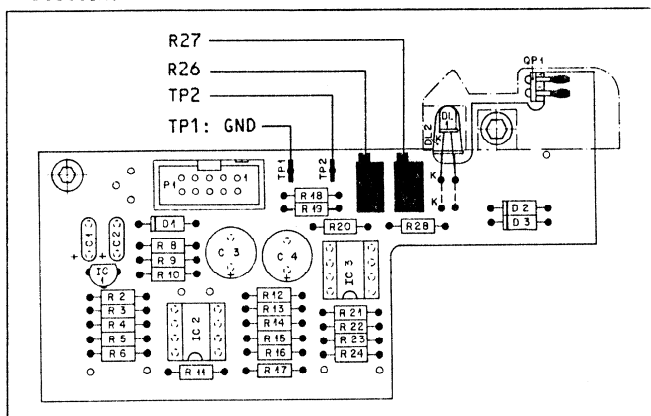 R27
R26
TP2
TP1: GND
QP1
DL1
DL2
K
P1
1
TP1
TP2
R18
R19
K
K
C1
C2
D1
R20
R28
D2
D3
+
+
IC1
R8
R9
R10
C3
C4
IC3
R2
R3
R4
R5
R6
IC2
R11
R12
R13
R14
R15
R16
R17
R21
R22
R23
R24